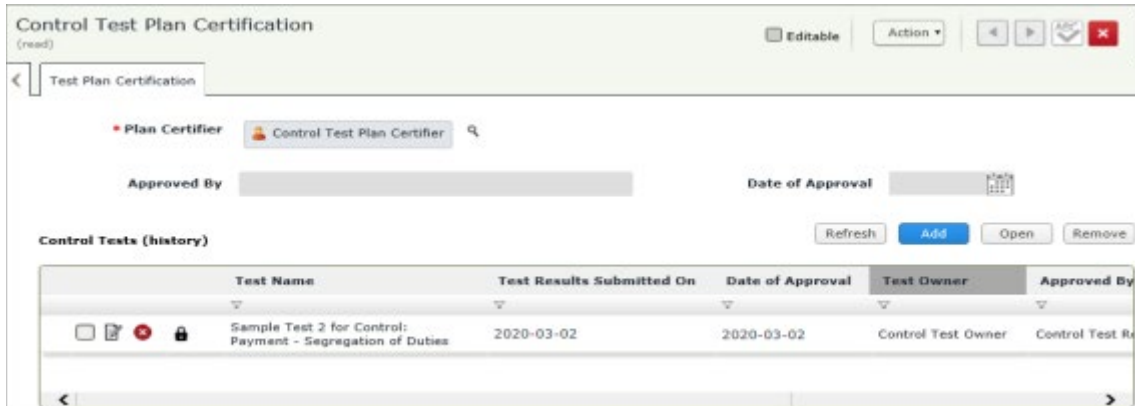 Control Test Plan Certification
(read)
Editable
Action
Test Plan Certification
* Plan Certifier
Control Test Plan Certifier
Approved By
Date of Approval
Control Tests (history)
Refresh
Add
Open
Remove
Test Name
Test Results Submitted On
Date of Approval
Test Owner
Approved By
Sample Test 2 for Control:
Payment - Segregation of Duties
2020-03-02
2020-03-02
Control Test Owner
Control Test